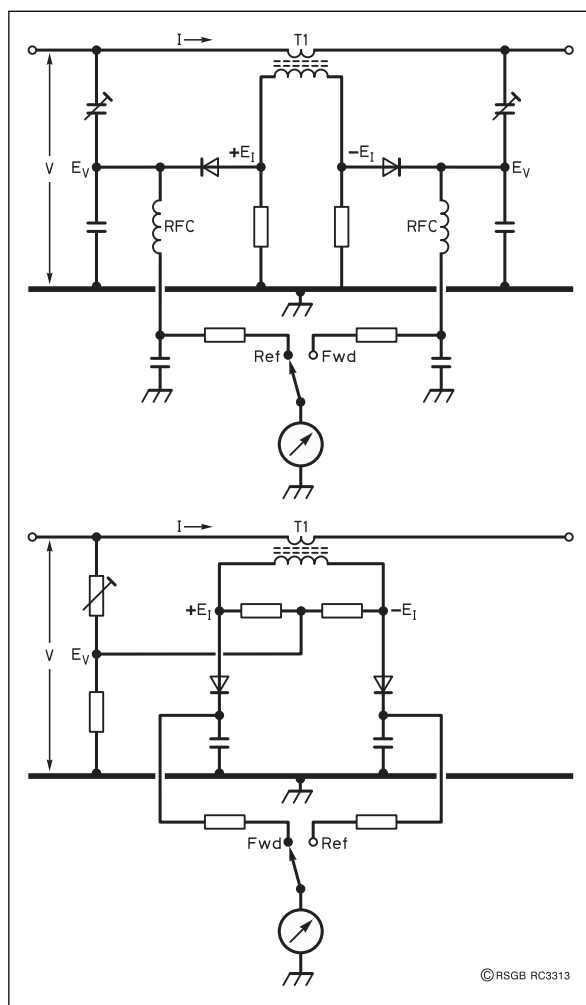 I T1
+E_I −E_I
V E_V E_V
RFC RFC
Ref Fwd
I T1
+E_I −E_I
V E_V
Fwd Ref
©RSGB RC3313